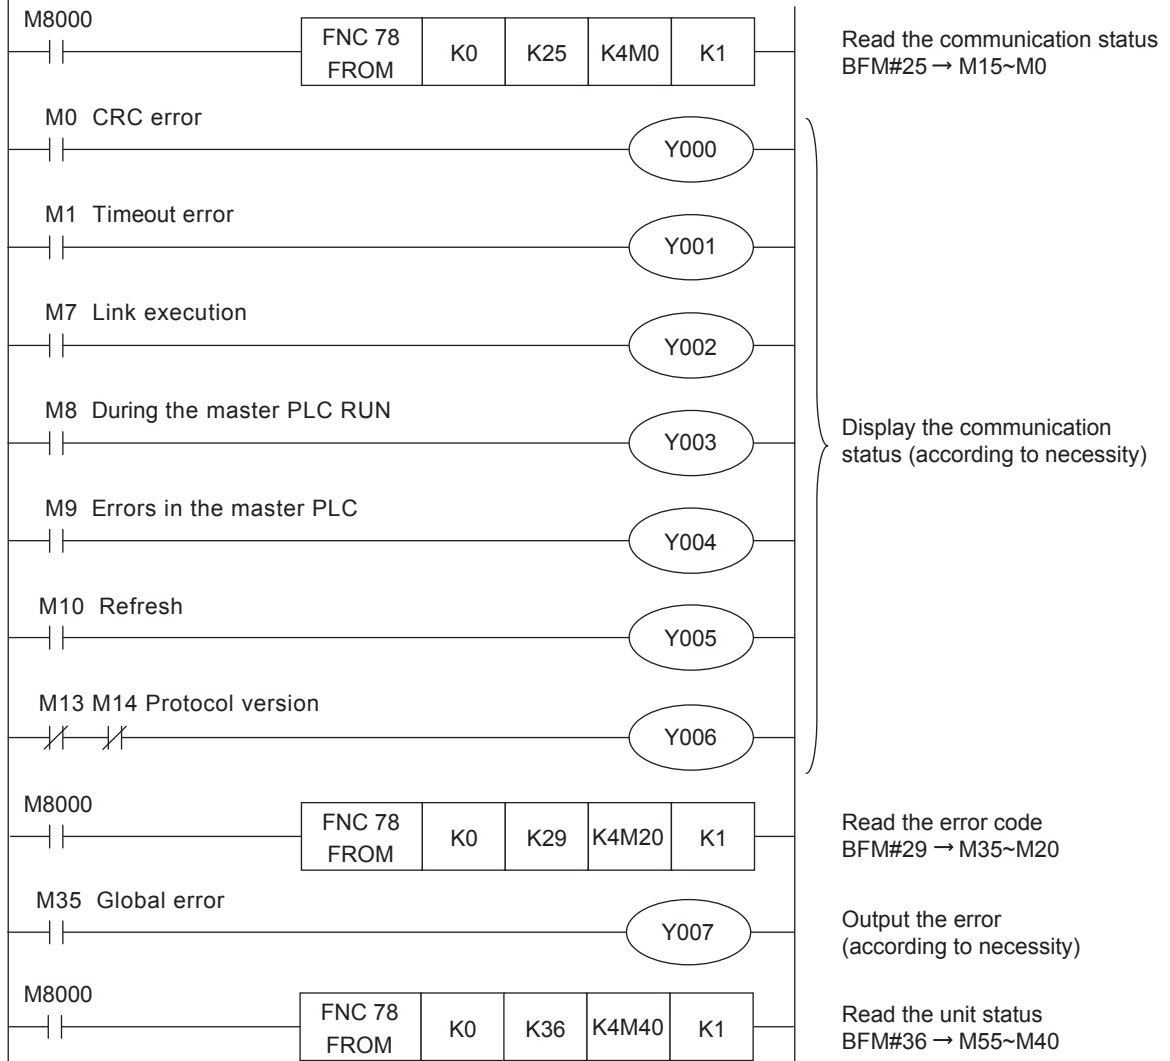 M8000
FNC 78 FROM K0 K25 K4M0 K1
Read the communication status
BFM#25 → M15~M0
M0 CRC error
Y000
M1 Timeout error
Y001
M7 Link execution
Y002
M8 During the master PLC RUN
Y003
Display the communication
status (according to necessity)
M9 Errors in the master PLC
Y004
M10 Refresh
Y005
M13 M14 Protocol version
Y006
M8000
FNC 78 FROM K0 K29 K4M20 K1
Read the error code
BFM#29 → M35~M20
M35 Global error
Y007
Output the error
(according to necessity)
M8000
FNC 78 FROM K0 K36 K4M40 K1
Read the unit status
BFM#36 → M55~M40